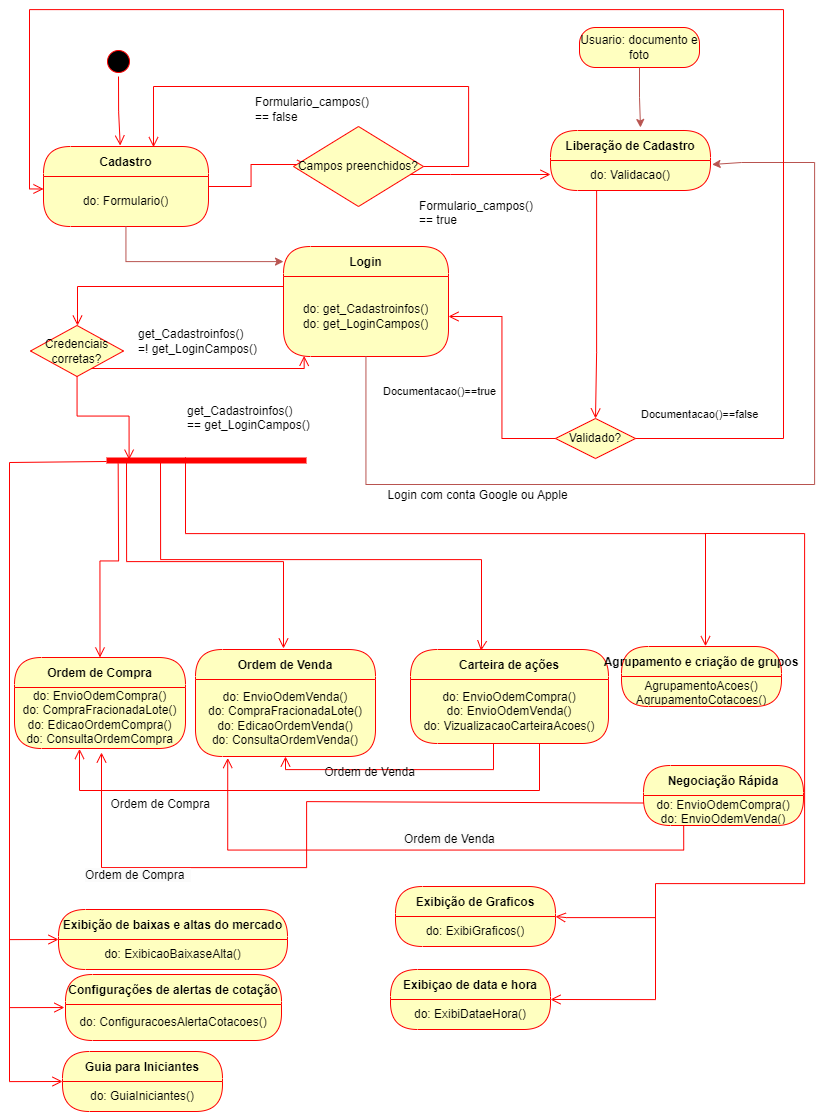 Usuario: documento e
foto
Formulario_campos()
== false
Cadastro
do: Formulario()
Campos preenchidos?
Liberação de Cadastro
do: Validacao()
Formulario_campos()
== true
Login
do: get_Cadastroinfos()
do: get_LoginCampos()
Credenciais
corretas?
get_Cadastroinfos()
=! get_LoginCampos()
Documentacao()==true
get_Cadastroinfos()
== get_LoginCampos()
Documentacao()==false
Validado?
Login com conta Google ou Apple
Ordem de Compra
do: EnvioOdemCompra()
do: CompraFracionadaLote()
do: EdicaoOrdemCompra()
do: ConsultaOrdemCompra
Ordem de Venda
do: EnvioOdemVenda()
do: CompraFracionadaLote()
do: EdicaoOrdemVenda()
do: ConsultaOrdemVenda()
Carteira de ações
do: EnvioOdemCompra()
do: EnvioOdemVenda()
do: VizualizacaoCarteiraAcoes()
Agrupamento e criação de grupos
AgrupamentoAcoes()
AgrupamentoCotacoes()
Ordem de Venda
Ordem de Compra
Negociação Rápida
do: EnvioOdemCompra()
do: EnvioOdemVenda()
Ordem de Venda
Ordem de Compra
Exibição de Graficos
do: ExibiGraficos()
Exibição de baixas e altas do mercado
do: ExibicaoBaixaseAlta()
Exibiçao de data e hora
do: ExibiDataeHora()
Configurações de alertas de cotação
do: ConfiguracoesAlertaCotacoes()
Guia para Iniciantes
do: GuiaIniciantes()